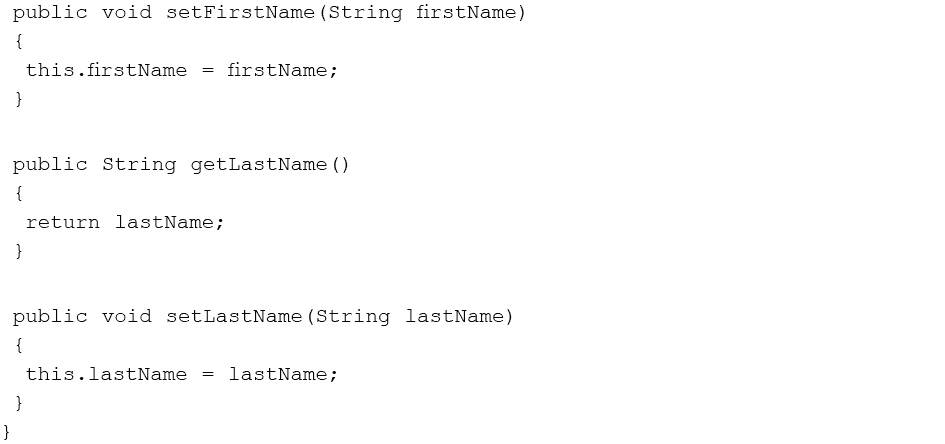 public void setFirstName(String firstName)
{
this.firstName = firstName;
}
public String getLastName()
{
return lastName;
}
public void setLastName(String lastName)
{
this.lastName = lastName;
}
}